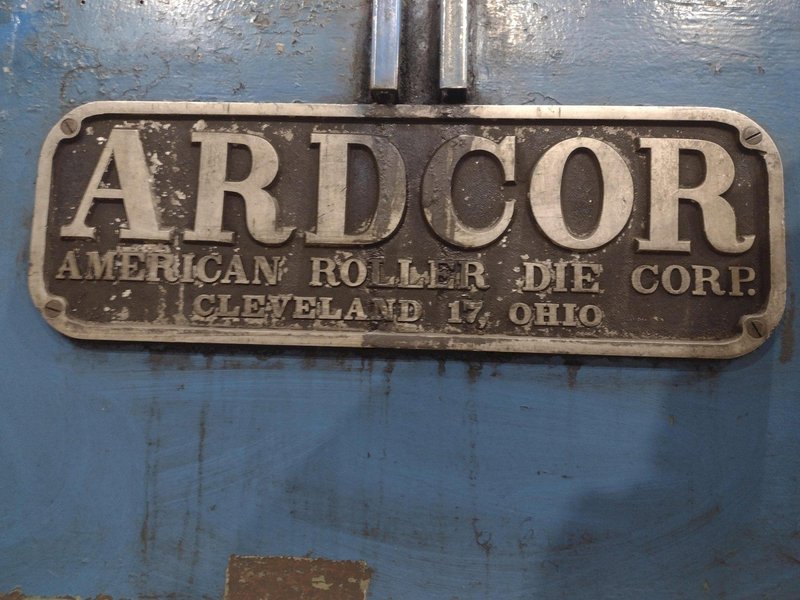 ARDCOR
AMERICAN ROLLER DIE CORP.
CLEVELAND 17, OHIO